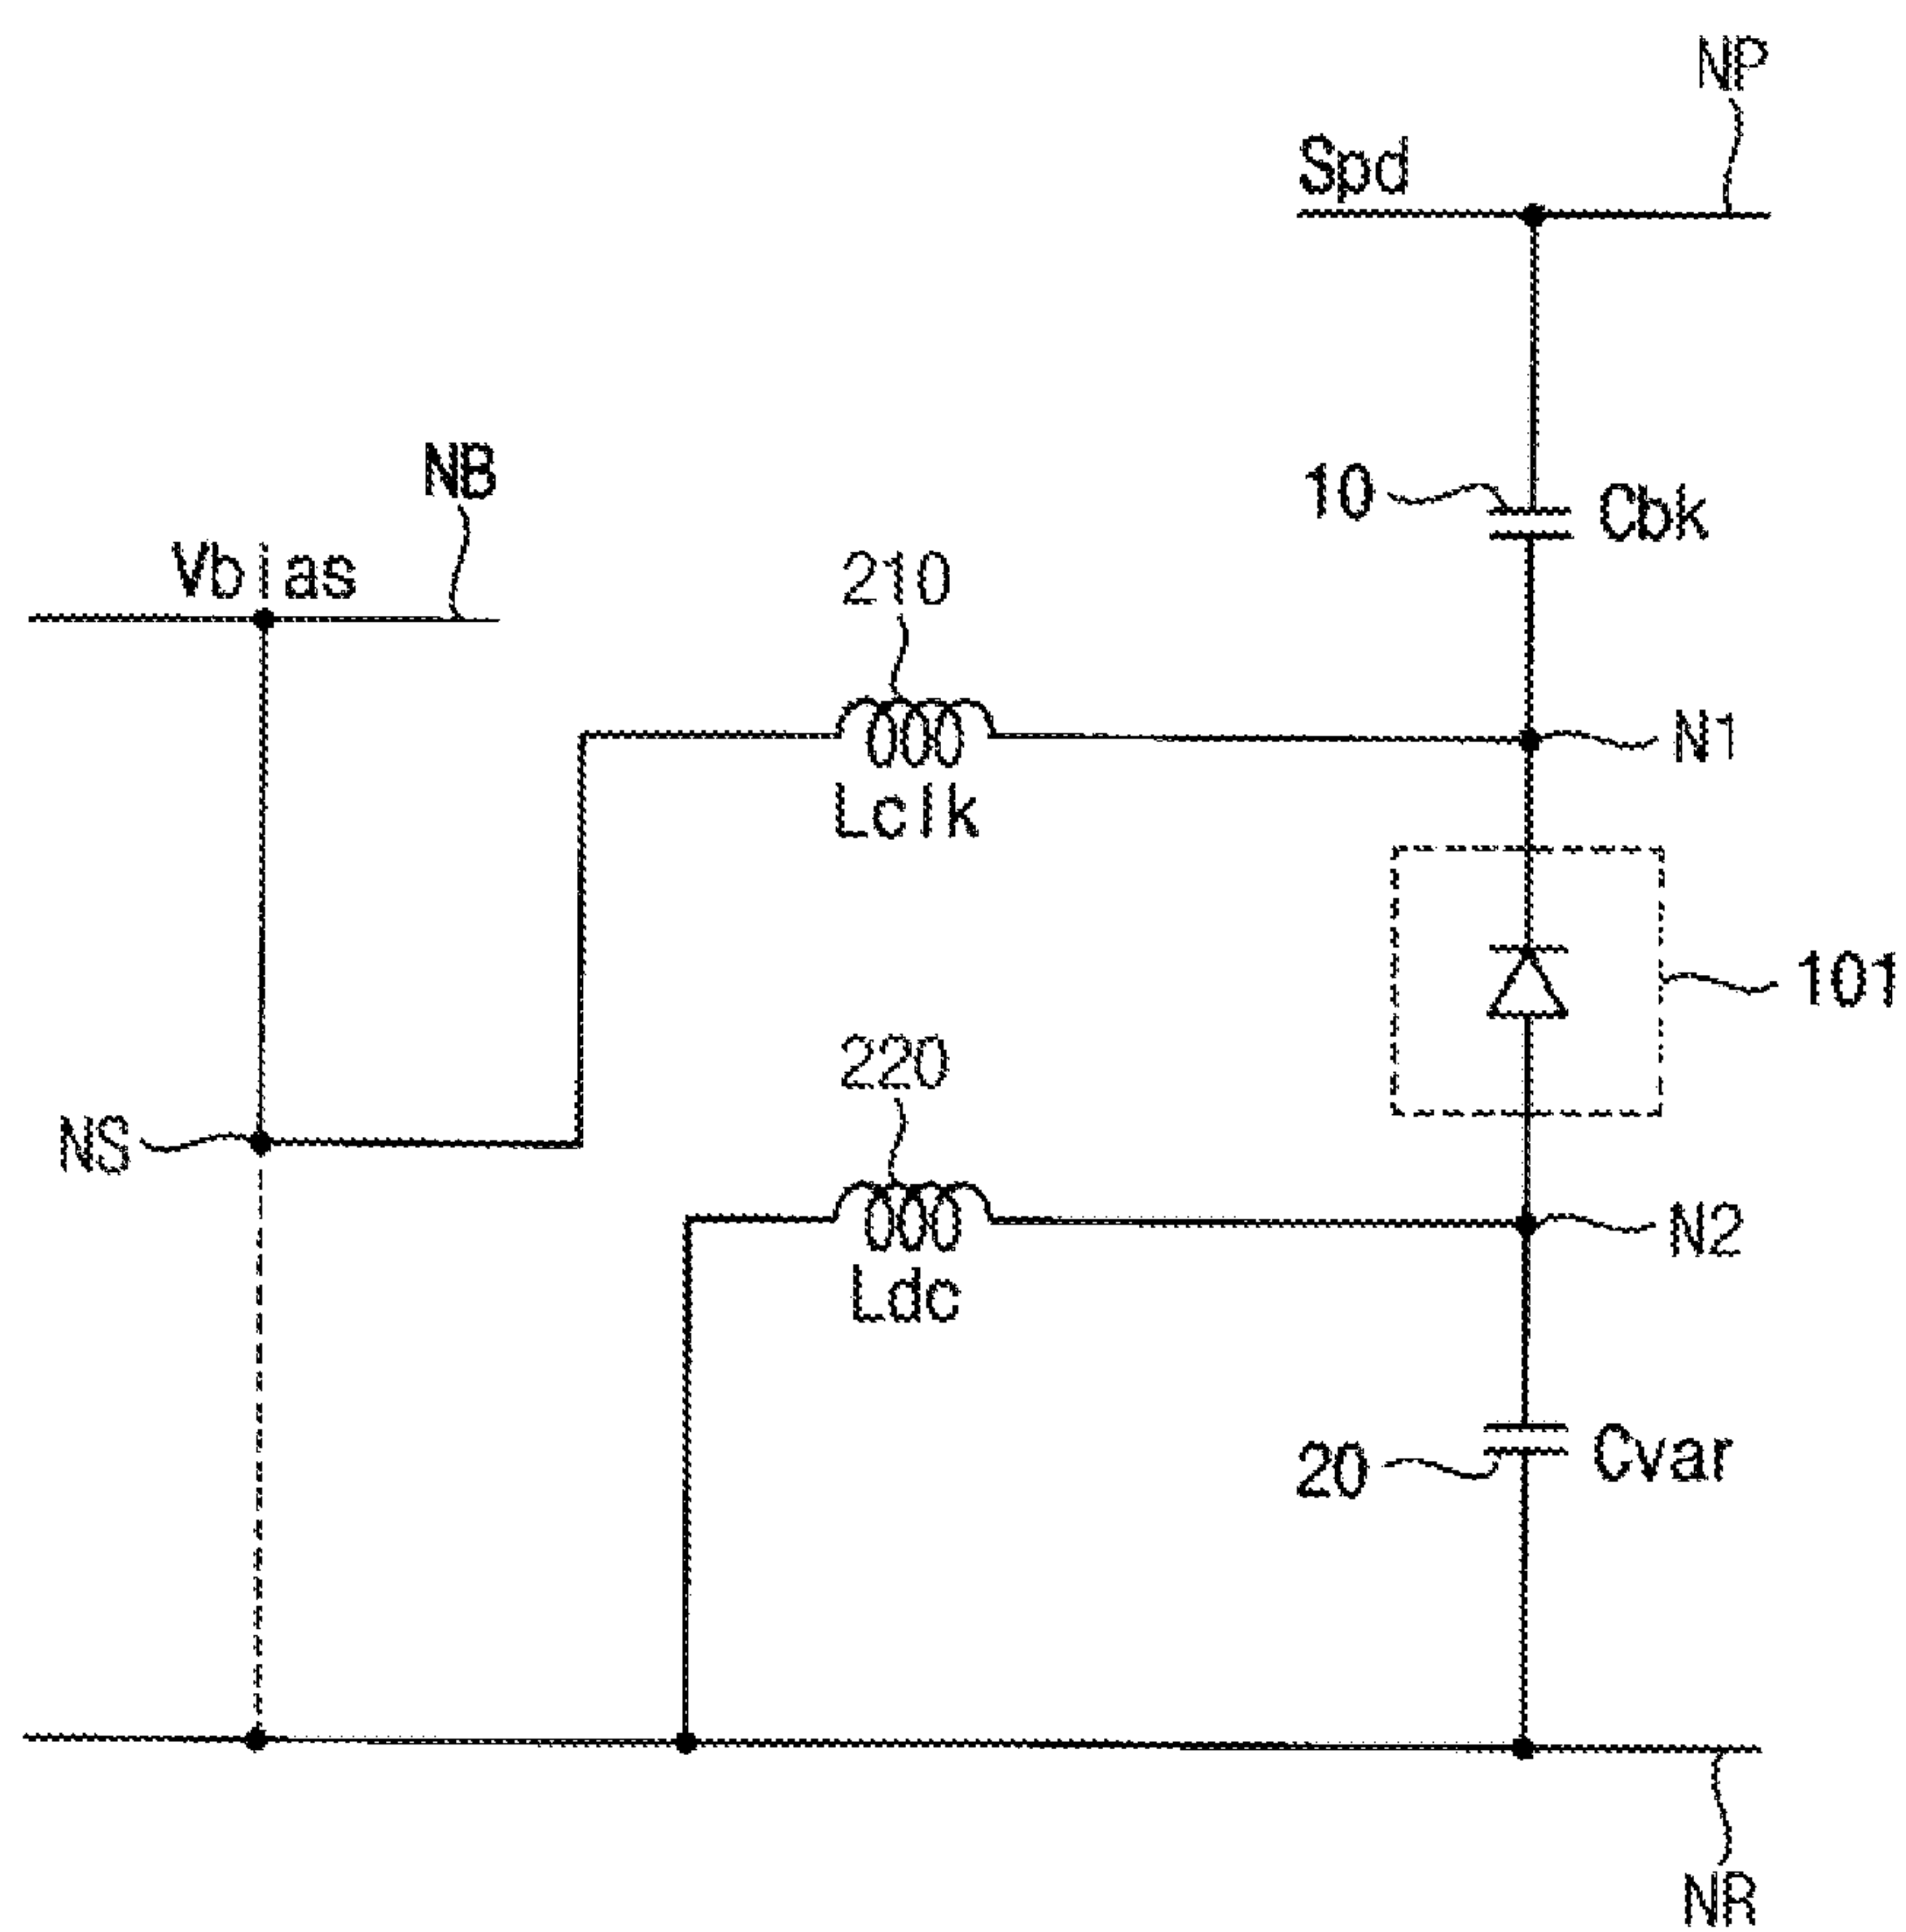 NP
Spd
NB
10
Cbk
Vbias
210
N1
Lclk
101
220
NS
N2
Ldc
20
Cvar
NR